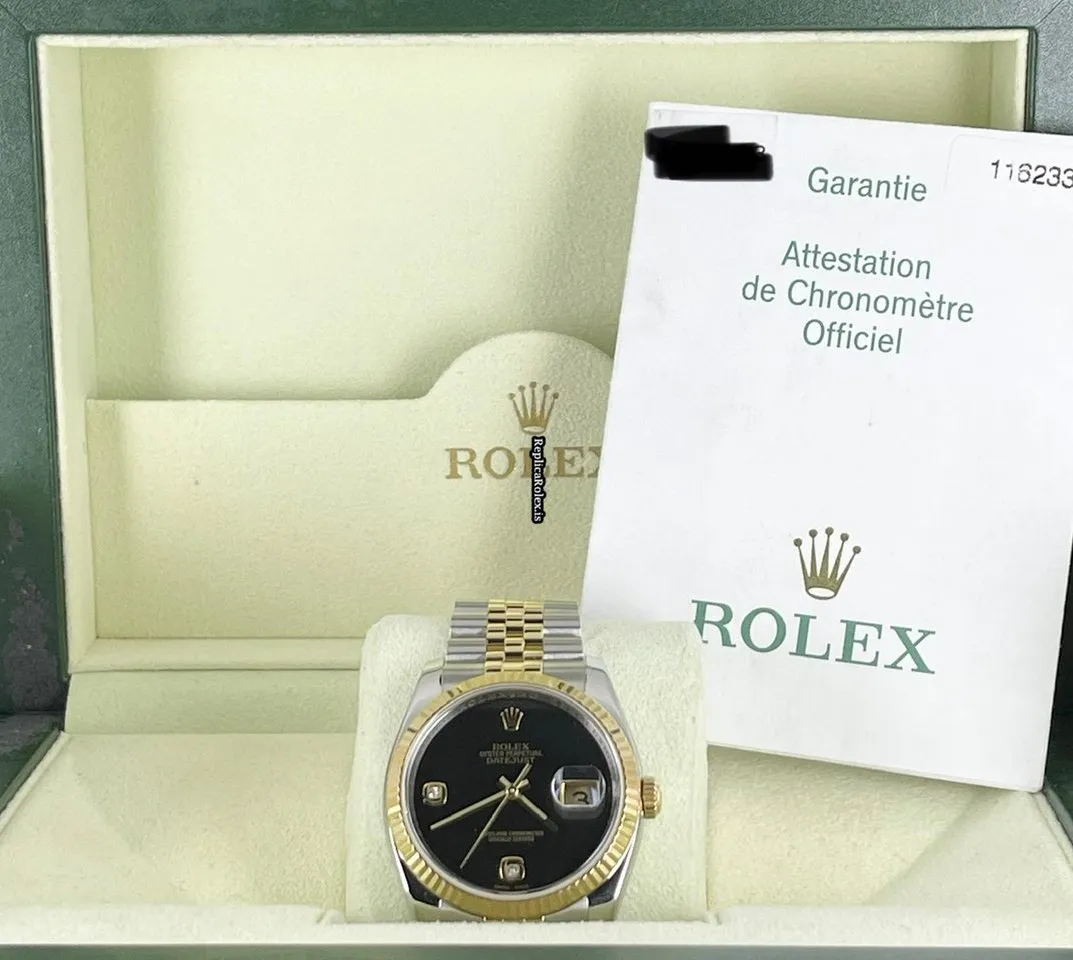 Garantie
116233
Attestation
de Chronomètre
Officiel
ROLEX
ReplicaRolex.is
ROLEX
ROLEX
OYSTER PERPETUAL
DATEJUST
3